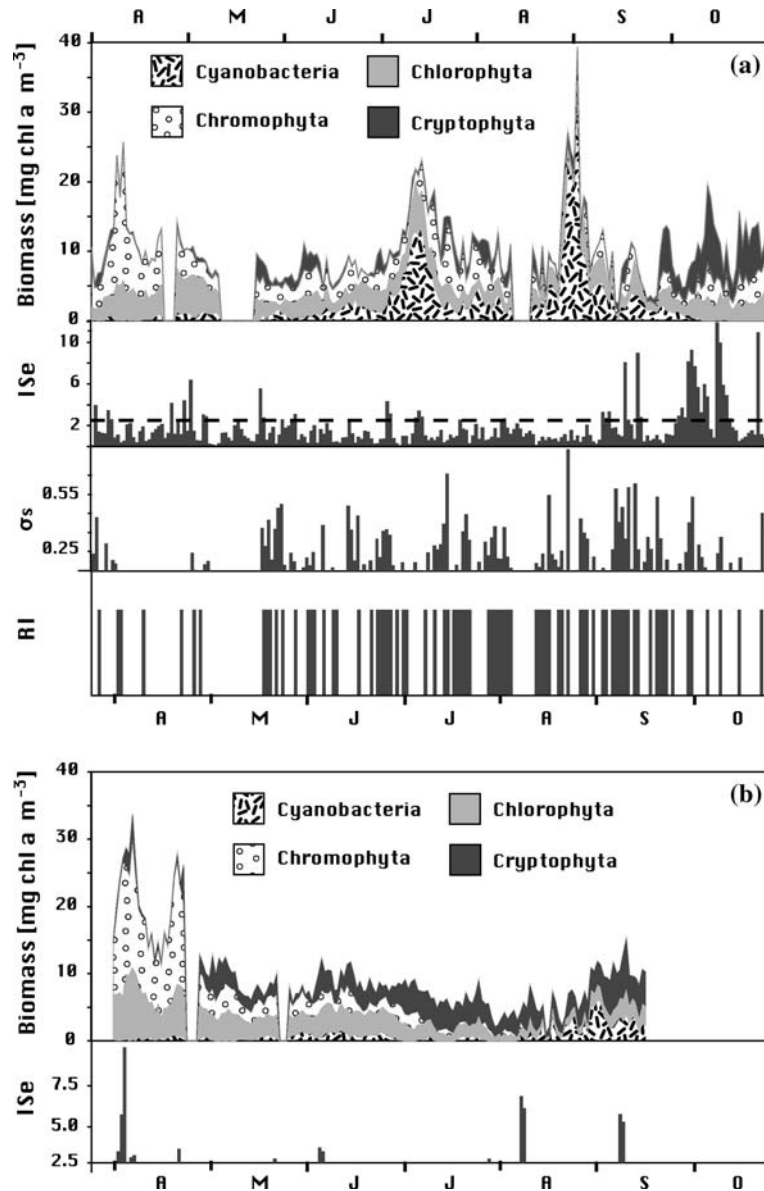 A M J J A S O
40
30
20
10
0
Biomass [mg chl a m⁻³]
Cyanobacteria
Chlorophyta
Chromophyta
Cryptophyta
(a)
10
6
2
ISe
0.55
0.25
σs
RI
A M J J A S O
40
30
20
10
0
Biomass [mg chl a m⁻³]
Cyanobacteria
Chlorophyta
Chromophyta
Cryptophyta
(b)
7.5
5.0
2.5
ISe
A M J J A S O